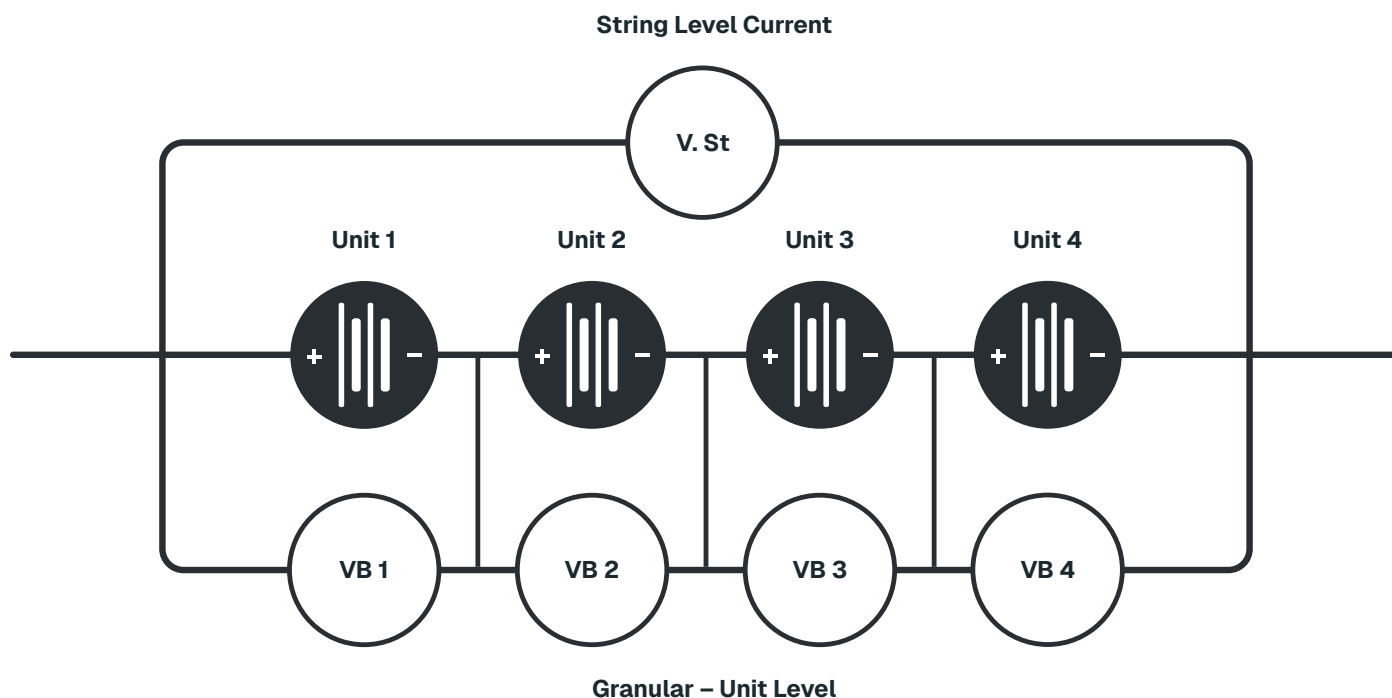 String Level Current
V. St
Unit 1 Unit 2 Unit 3 Unit 4
+ – + – + – + –
VB 1 VB 2 VB 3 VB 4
Granular – Unit Level